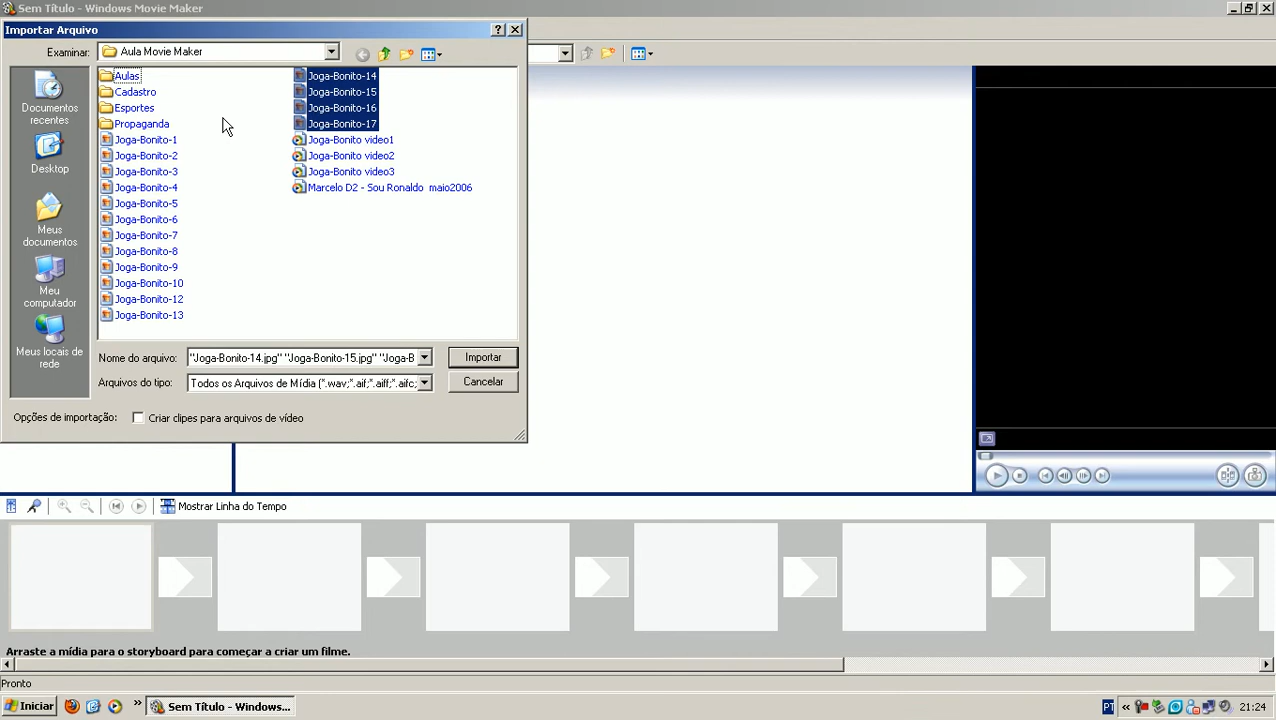 Sem Título - Windows Movie Maker
Importar Arquivo
Examinar:
Aula Movie Maker
Documentos recentes
Desktop
Meus documentos
Meu computador
Meus locais de rede
Aulas
Cadastro
Esportes
Propaganda
Joga-Bonito-1
Joga-Bonito-2
Joga-Bonito-3
Joga-Bonito-4
Joga-Bonito-5
Joga-Bonito-6
Joga-Bonito-7
Joga-Bonito-8
Joga-Bonito-9
Joga-Bonito-10
Joga-Bonito-12
Joga-Bonito-13
Joga-Bonito-14
Joga-Bonito-15
Joga-Bonito-16
Joga-Bonito-17
Joga-Bonito video1
Joga-Bonito video2
Joga-Bonito video3
Marcelo D2 - Sou Ronaldo maio2006
Nome do arquivo:
"Joga-Bonito-14.jpg" "Joga-Bonito-15.jpg" "Joga-B
Importar
Arquivos do tipo:
Todos os Arquivos de Mídia (*.wav;*.aif;*.aiff;*.aifc;
Cancelar
Opções de importação:
Criar clipes para arquivos de vídeo
Mostrar Linha do Tempo
Arraste a mídia para o storyboard para começar a criar um filme.
Pronto
Iniciar
»
Sem Título - Windows...
PT
«
21:24